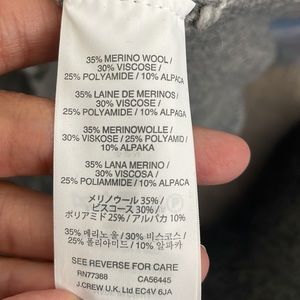 35% MERINO WOOL /
30% VISCOSE /
25% POLYAMIDE / 10% ALPACA
35% LAINE DE MERINOS /
30% VISCOSE /
25% POLYAMIDE / 10% ALPAGA
35% MERINOWOLLE /
30% VISKOSE / 25% POLYAMID /
10% ALPAKA
35% LANA MERINO /
30% VISCOSA /
25% POLIAMMIDE / 10% ALPACA
メリノウール 35% /
ビスコース 30% /
ポリアミド 25% / アルパカ 10%
35% 메리노 울 / 30% 비스코스 /
25% 폴리아미드 / 10% 알파카
SEE REVERSE FOR CARE
RN77388 CA56445
J.CREW U.K. Ltd EC4V 6JA